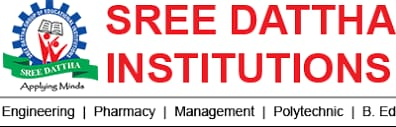 SREE DATTHA
INSTITUTIONS
SREE DATTHA
Applying Minds
Engineering | Pharmacy | Management | Polytechnic | B. Ed